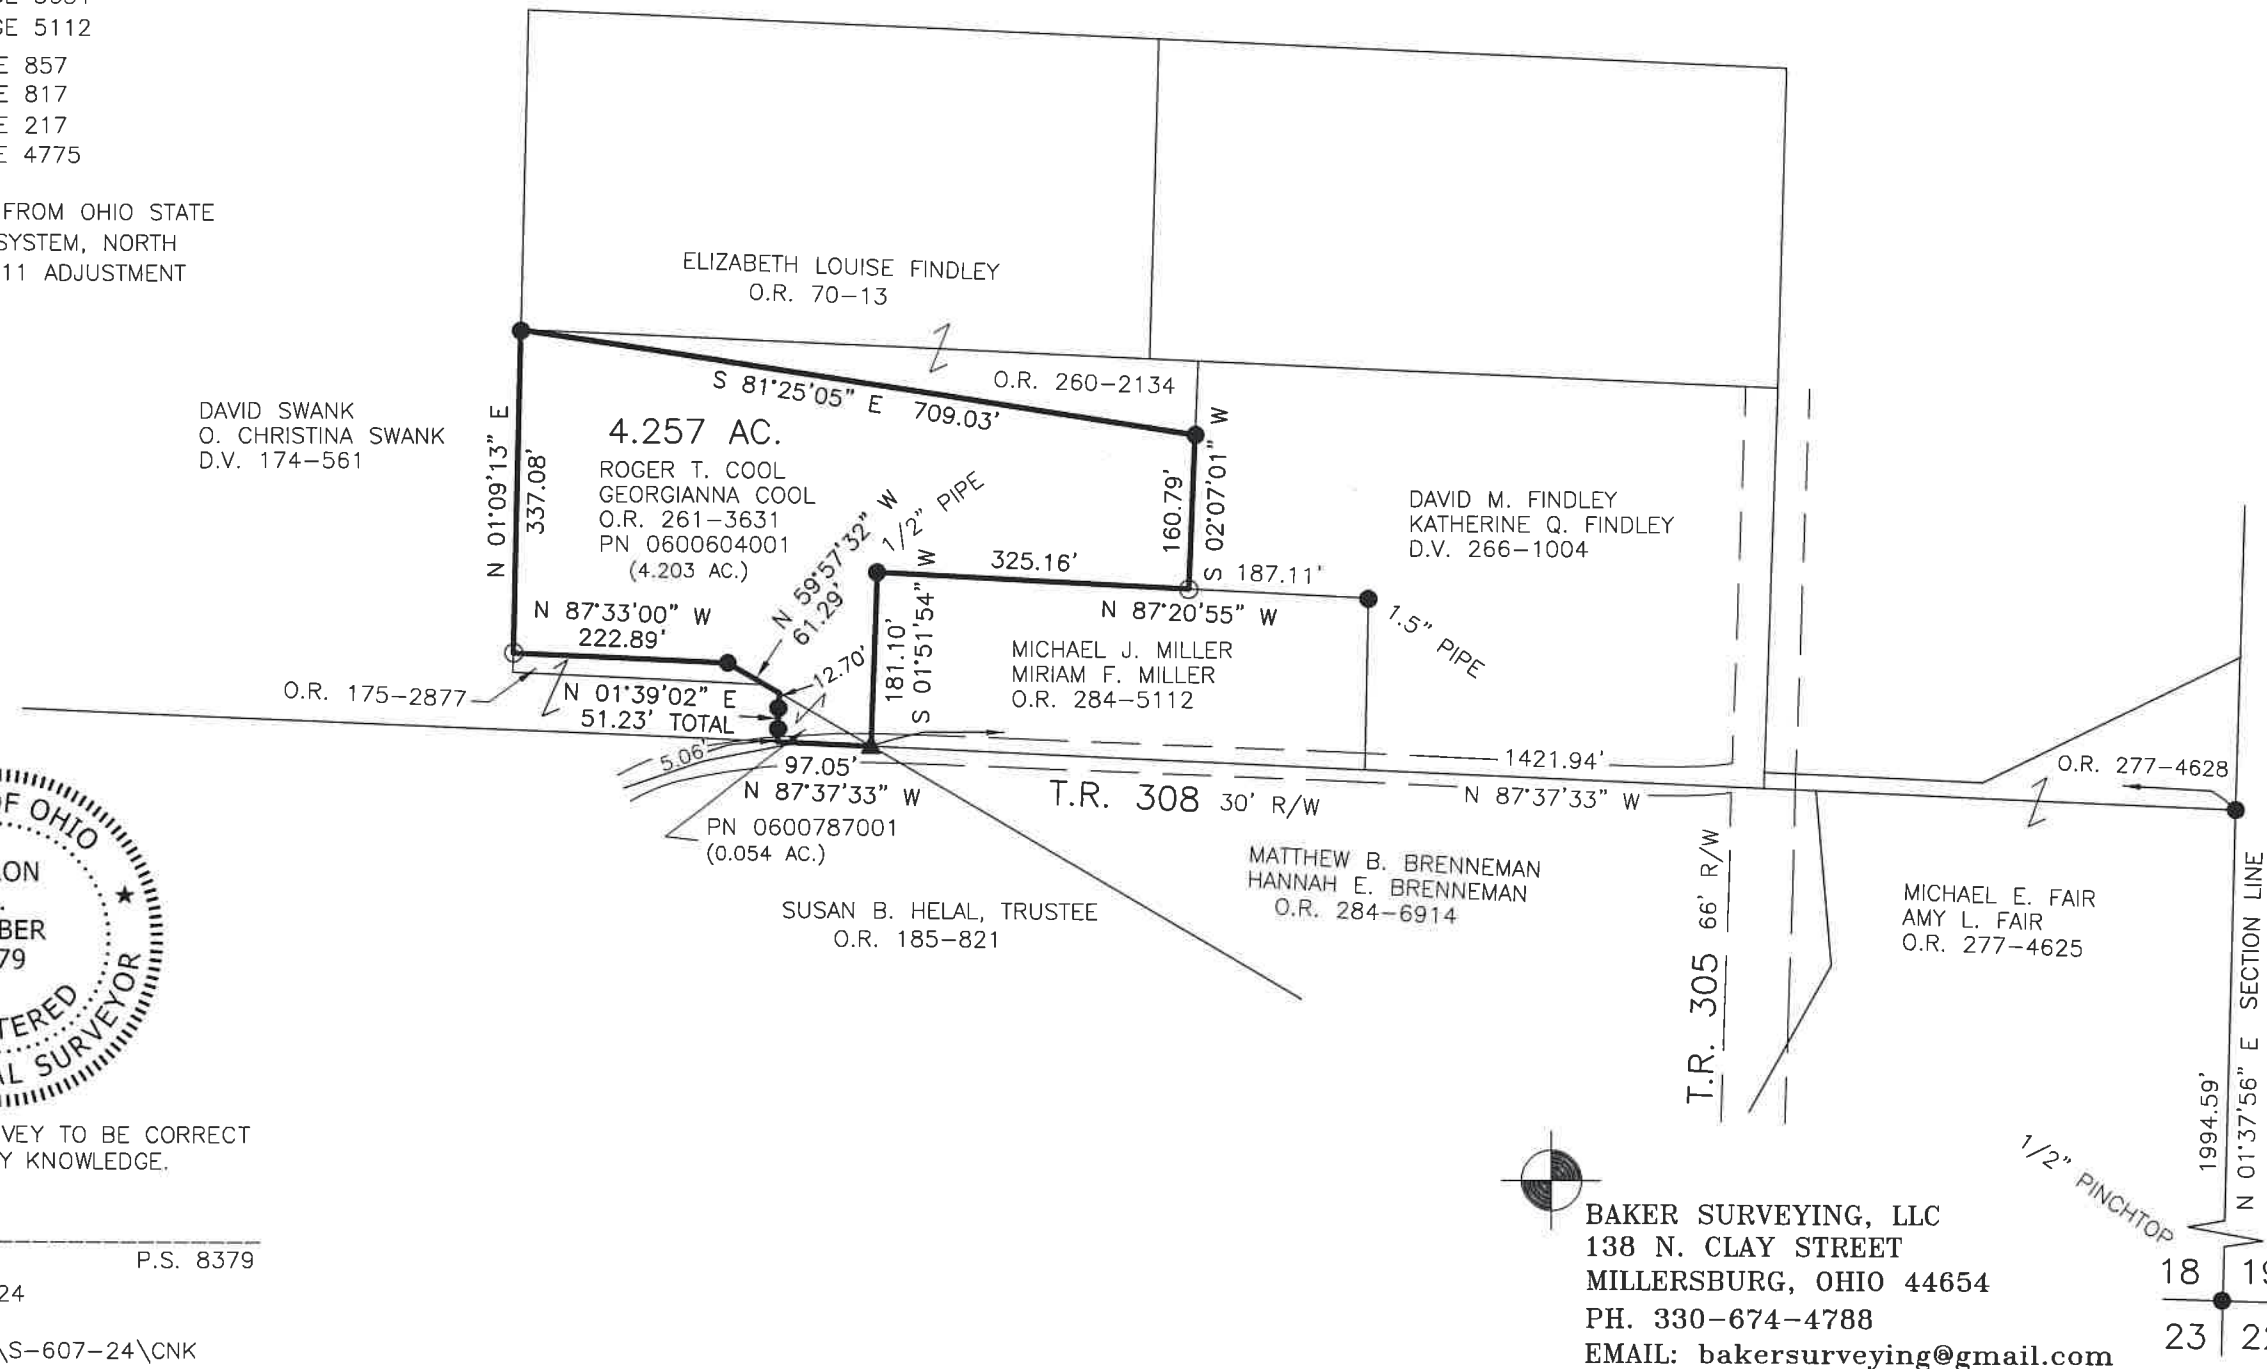 GE 5112
E 857
E 817
E 217
E 4775
FROM OHIO STATE
SYSTEM, NORTH
11 ADJUSTMENT
ELIZABETH LOUISE FINDLEY
O.R. 70-13
S 81°25'05" E 709.03'
O.R. 260-2134
DAVID SWANK
O. CHRISTINA SWANK
D.V. 174-561
N 01°09'13" E
337.08'
4.257 AC.
ROGER T. COOL
GEORGIANNA COOL
O.R. 261-3631
PN 0600604001
(4.203 AC.)
N 59°57'32" W
61.29'
1/2" PIPE
160.79'
S 02°07'01" W
DAVID M. FINDLEY
KATHERINE Q. FINDLEY
D.V. 266-1004
325.16'
187.11'
N 87°20'55" W
1.5" PIPE
N 87°33'00" W
222.89'
181.10'
S 01°51'54" W
MICHAEL J. MILLER
MIRIAM F. MILLER
O.R. 284-5112
O.R. 175-2877
N 01°39'02" E
51.23' TOTAL
12.70'
5.06'
97.05'
N 87°37'33" W
T.R. 308 30' R/W
1421.94'
N 87°37'33" W
O.R. 277-4628
PN 0600787001
(0.054 AC.)
SUSAN B. HELAL, TRUSTEE
O.R. 185-821
MATTHEW B. BRENNEMAN
HANNAH E. BRENNEMAN
O.R. 284-6914
T.R. 305 66' R/W
MICHAEL E. FAIR
AMY L. FAIR
O.R. 277-4625
1994.59'
N 01°37'56" E SECTION LINE
1/2" PINCHTOP
18
23
OF OHIO
ON
BER
79
TERED
AL SURVEYOR
VEY TO BE CORRECT
Y KNOWLEDGE.
P.S. 8379
24
\S-607-24\CNK
BAKER SURVEYING, LLC
138 N. CLAY STREET
MILLERSBURG, OHIO 44654
PH. 330-674-4788
EMAIL: bakersurveying@gmail.com